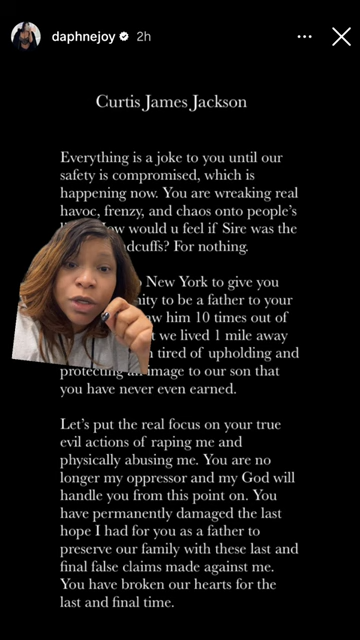 daphnejoy 2h
Curtis James Jackson
Everything is a joke to you until our
safety is compromised, which is
happening now. You are wreaking real
havoc, frenzy, and chaos onto people's
would u feel if Sire was the
For nothing.
New York to give you
to be a father to your
him 10 times out of
we lived 1 mile away
tired of upholding and
protecting an image to our son that
you have never even earned.
Let's put the real focus on your true
evil actions of raping me and
physically abusing me. You are no
longer my oppressor and my God will
handle you from this point on. You
have permanently damaged the last
hope I had for you as a father to
preserve our family with these last and
final false claims made against me.
You have broken our hearts for the
last and final time.